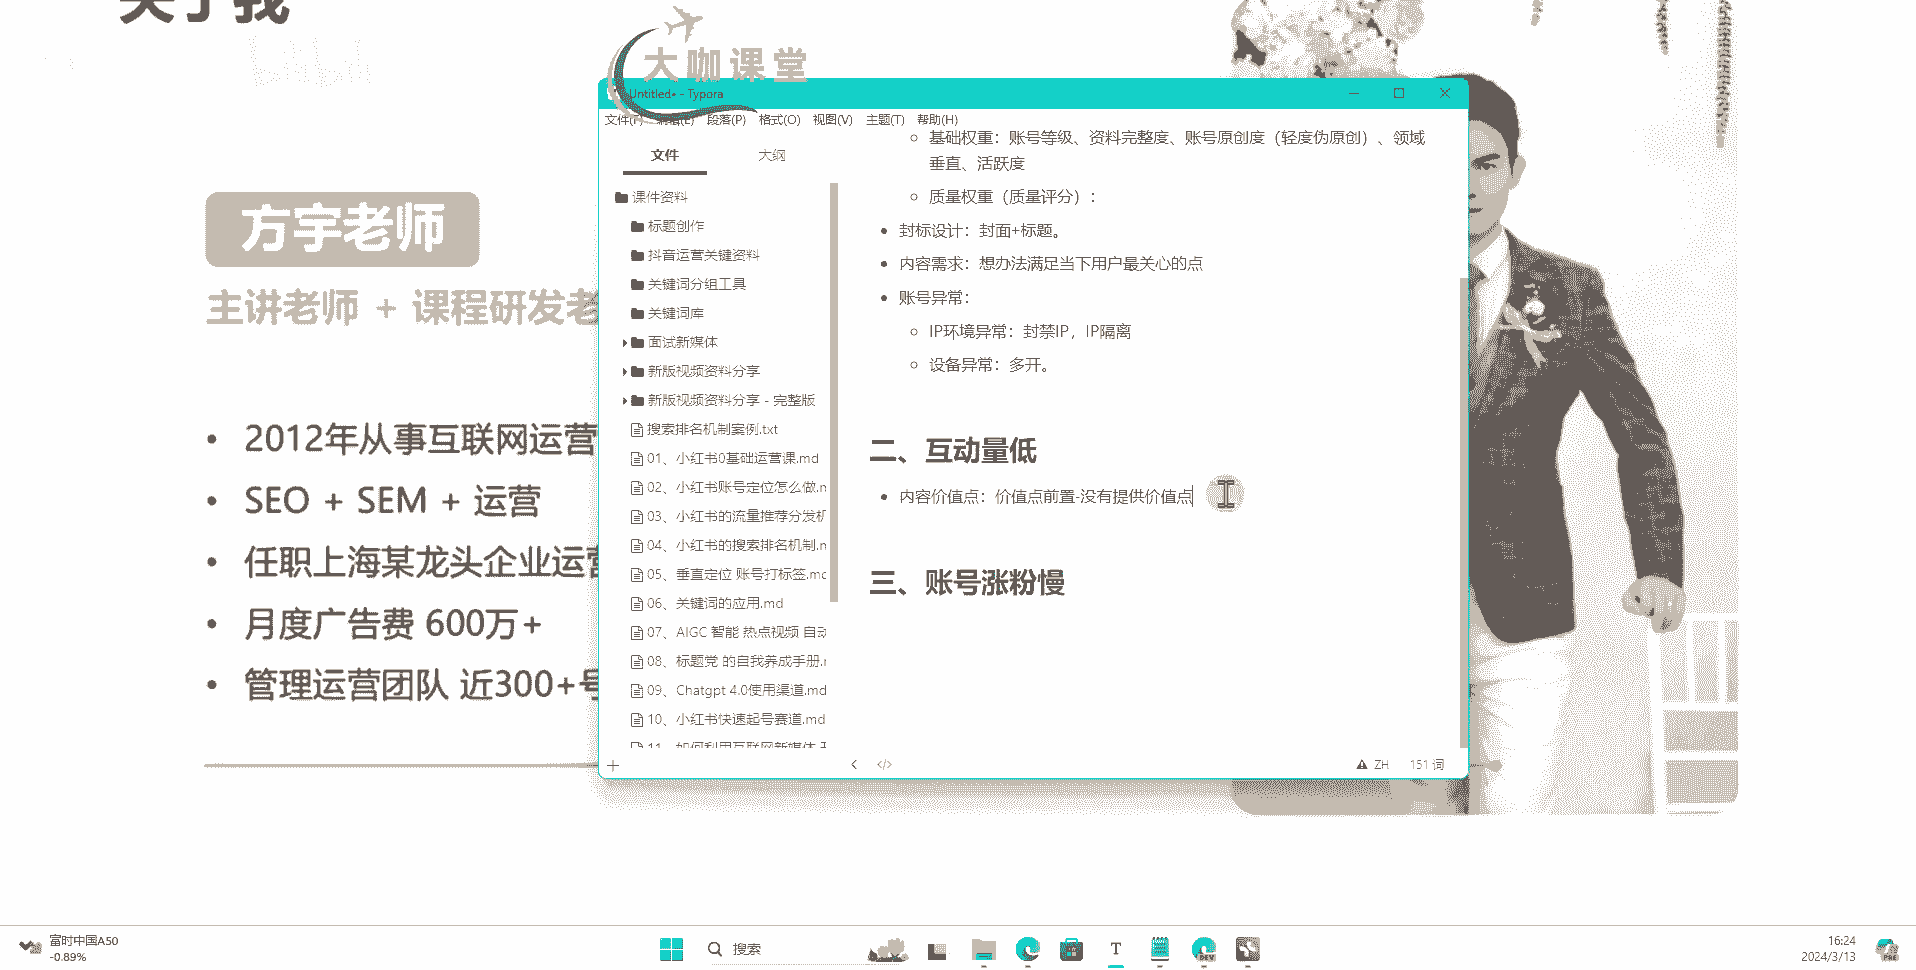 关于我
bilibili
大咖课堂
方宇老师
主讲老师 + 课程研发老
2012年从事互联网运营
SEO + SEM + 运营
任职上海某龙头企业运营
月度广告费 600万+
管理运营团队 近300+号
Untitled• - Typora
文件(F) 编辑(E) 段落(P) 格式(O) 视图(V) 主题(T) 帮助(H)
文件 大纲
课件资料
标题创作
抖音运营关键资料
关键词分组工具
关键词库
面试新媒体
新版视频资料分享
新版视频资料分享 - 完整版
搜索排名机制案例.txt
01、小红书0基础运营课.md
02、小红书账号定位怎么做.m
03、小红书的流量推荐分发机
04、小红书的搜索排名机制.m
05、垂直定位 账号打标签.md
06、关键词的应用.md
07、AIGC 智能 热点视频 自动
08、标题党 的自我养成手册.m
09、Chatgpt 4.0使用渠道.md
10、小红书快速起号赛道.md
11、如何利用互联网新媒体
基础权重：账号等级、资料完整度、账号原创度（轻度伪原创）、领域
垂直、活跃度
质量权重（质量评分）：
封标设计：封面+标题。
内容需求：想办法满足当下用户最关心的点
账号异常：
IP环境异常：封禁IP，IP隔离
设备异常：多开。
二、互动量低
内容价值点：价值点前置-没有提供价值点
三、账号涨粉慢
ZH 151 词
富时中国A50
-0.89%
搜索
16:24
2024/3/13